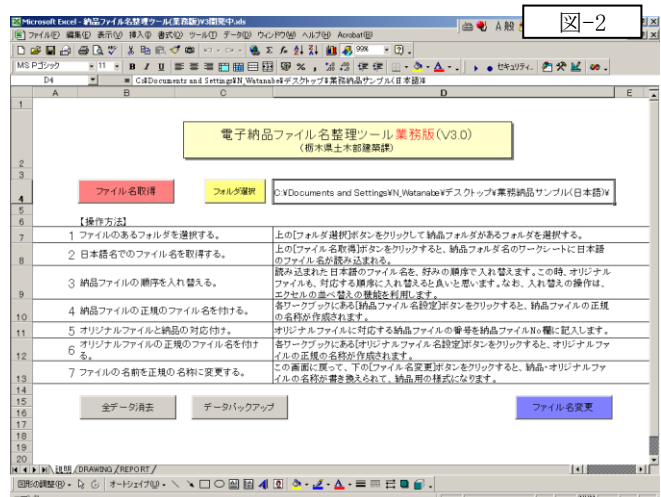 Microsoft Excel - 納品ファイル名整理ツール(業務版)V3開発中.xls
図-2
ファイル(F) 編集(E) 表示(V) 挿入(I) 書式(O) ツール(T) データ(D) ウィンドウ(W) ヘルプ(H) Acrobat(B)
A 般
99%
MS Pゴシック 11 B I U
セキュリティ...
D4 = C:¥Documents and Settings¥N_Watanabe¥デスクトップ¥業務納品サンプル(日本語)¥
A B C D E
1
電子納品ファイル名整理ツール業務版(V3.0)
(栃木県土木部建築課)
2
3
4 ファイル名取得 フォルダ選択 C:¥Documents and Settings¥N_Watanabe¥デスクトップ¥業務納品サンプル(日本語)¥
5
6 【操作方法】
7 1 ファイルのあるフォルダを選択する。 上の[フォルダ選択]ボタンをクリックして納品フォルダがあるフォルダを選択する。
8 2 日本語名でのファイル名を取得する。 上の[ファイル名取得]ボタンをクリックすると、納品フォルダ名のワークシートに日本語
のファイル名が読み込まれる。
9 3 納品ファイルの順序を入れ替える。 読み込まれた日本語のファイル名を、好みの順序で入れ替えます。この時、オリジナル
ファイルも、対応する順序に入れ替えると良いと思います。なお、入れ替えの操作は、
エクセルの並べ替えの機能を利用します。
10 4 納品ファイルの正規のファイル名を付ける。 各ワークブックにある[納品ファイル名設定]ボタンをクリックすると、納品ファイルの正規
の名称が作成されます。
11 5 オリジナルファイルと納品の対応付け。 オリジナルファイルに対応する納品ファイルの番号を納品ファイルNo欄に記入します。
12 6 オリジナルファイルの正規のファイル名を付け
る。 各ワークブックにある[オリジナルファイル名設定]ボタンをクリックすると、オリジナルファ
イルの正規の名称が作成されます。
13 7 ファイルの名前を正規の名称に変更する。 この画面に戻って、下の[ファイル名変更]ボタンをクリックすると、納品・オリジナルファ
イルの名称が書き換えられて、納品用の様式になります。
14
15 全データ消去 データバックアップ ファイル名変更
16
17
18
19
20
説明 / DRAWING / REPORT /
図形の調整(R) オートシェイプ(U)